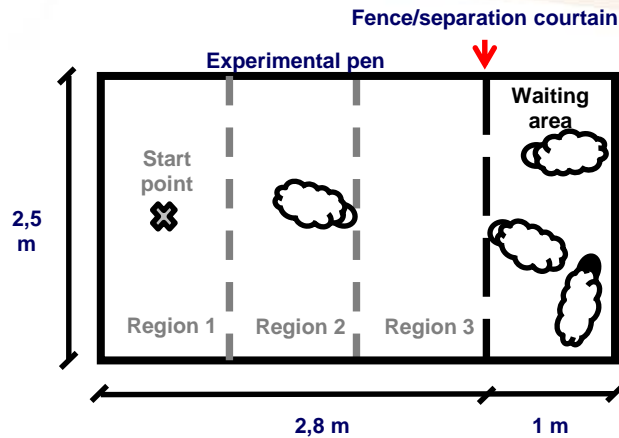 Fence/separation courtain
Experimental pen
Waiting
area
Start
point
2,5
m
Region 1
Region 2
Region 3
2,8 m
1 m